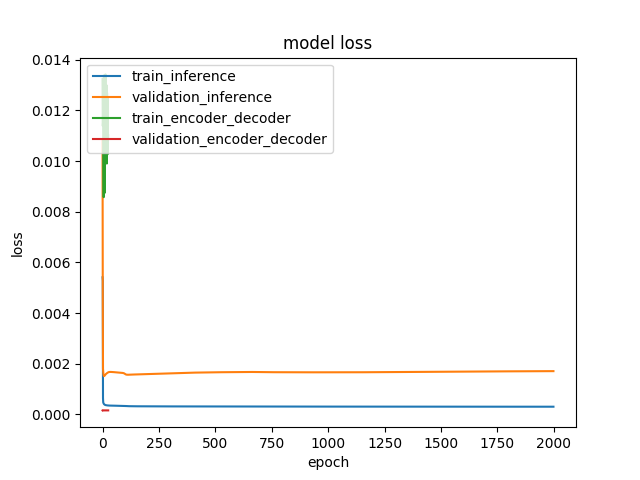 model loss
train_inference
validation_inference
train_encoder_decoder
validation_encoder_decoder
0.014
0.012
0.010
0.008
0.006
0.004
0.002
0.000
loss
0 250 500 750 1000 1250 1500 1750 2000
epoch